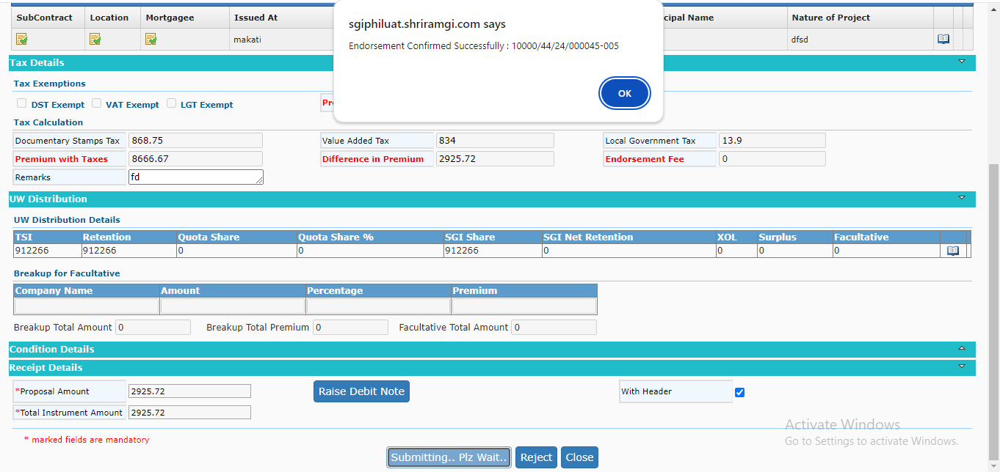 SubContract Location Mortgagee Issued At cipal Name Nature of Project
makati dfsd
sgiphiluat.shriramgi.com says
Endorsement Confirmed Successfully : 10000/44/24/000045-005
OK
Tax Details
Tax Exemptions
DST Exempt VAT Exempt LGT Exempt Pr
Tax Calculation
Documentary Stamps Tax 868.75 Value Added Tax 834 Local Government Tax 13.9
Premium with Taxes 8666.67 Difference in Premium 2925.72 Endorsement Fee 0
Remarks fd
UW Distribution
UW Distribution Details
TSI Retention Quota Share Quota Share % SGI Share SGI Net Retention XOL Surplus Facultative
912266 912266 0 0 912266 0 0 0 0
Breakup for Facultative
Company Name Amount Percentage Premium
Breakup Total Amount 0 Breakup Total Premium 0 Facultative Total Amount 0
Condition Details
Receipt Details
*Proposal Amount 2925.72 Raise Debit Note With Header
*Total Instrument Amount 2925.72
* marked fields are mandatory
Activate Windows
Go to Settings to activate Windows.
Submitting.. Plz Wait.. Reject Close